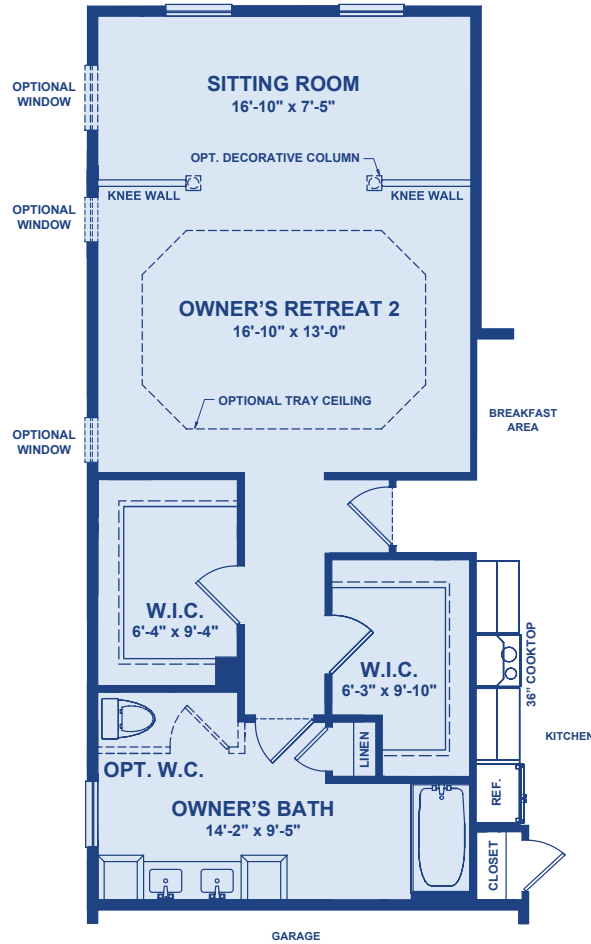 SITTING ROOM
16'-10" x 7'-5"
OPTIONAL
WINDOW
OPT. DECORATIVE COLUMN
KNEE WALL
KNEE WALL
OPTIONAL
WINDOW
OWNER'S RETREAT 2
16'-10" x 13'-0"
OPTIONAL TRAY CEILING
BREAKFAST
AREA
OPTIONAL
WINDOW
W.I.C.
6'-4" x 9'-4"
W.I.C.
6'-3" x 9'-10"
36" COOKTOP
KITCHEN
LINEN
OPT. W.C.
REF.
OWNER'S BATH
14'-2" x 9'-5"
CLOSET
GARAGE